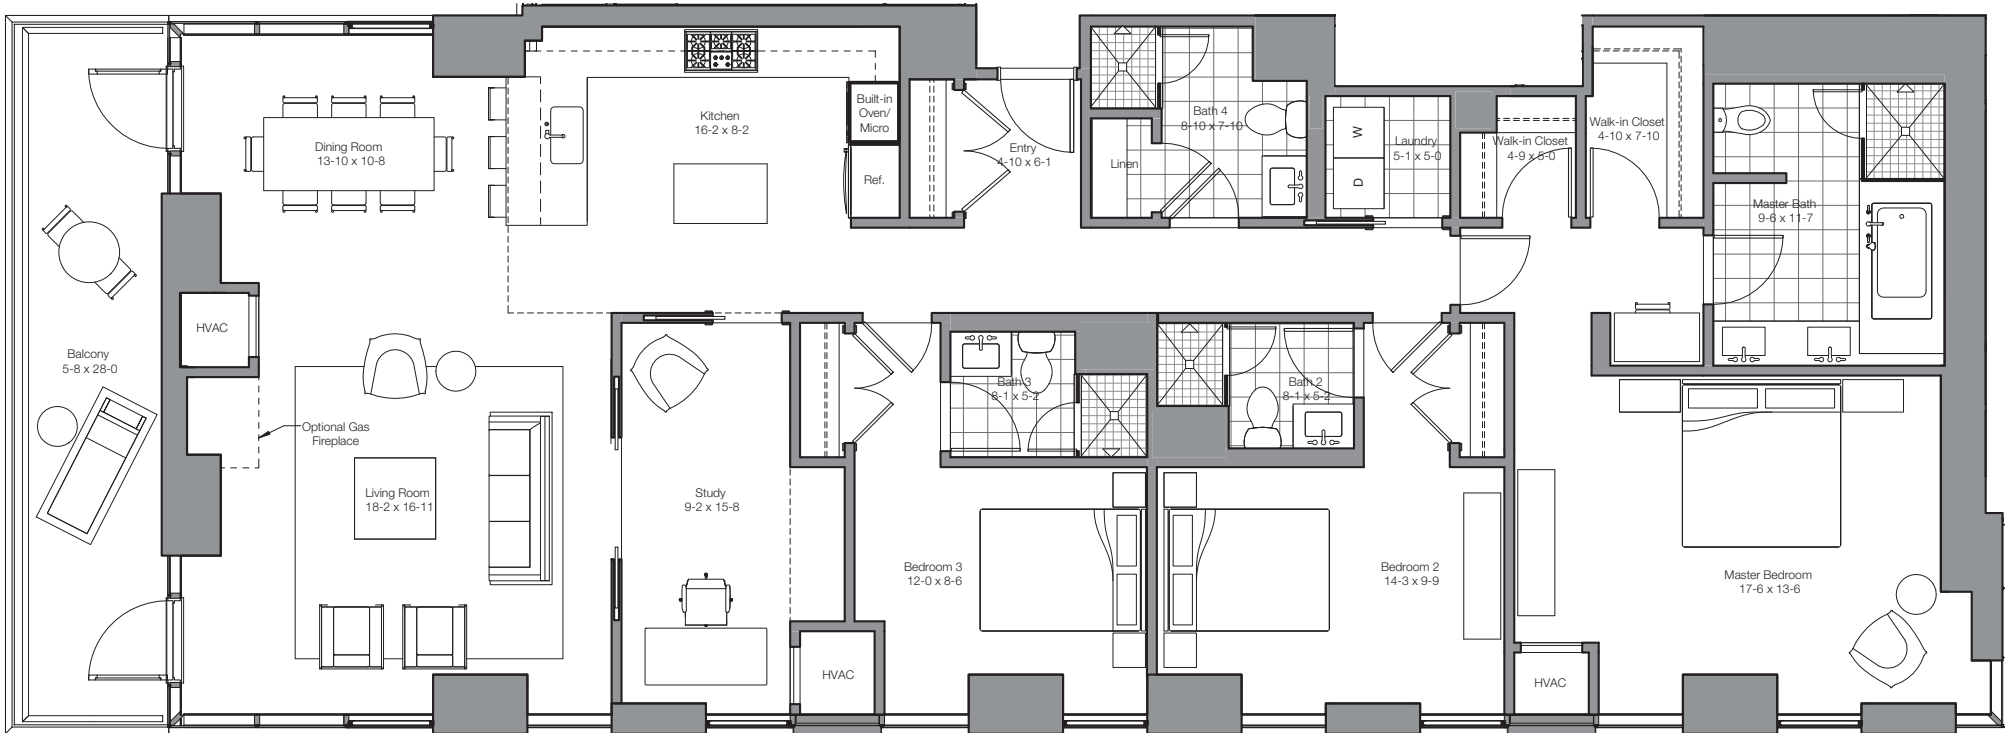 Built-in
Oven/
Micro
Kitchen
16-2 x 8-2
Bath 4
8-10 x 7-10
Walk-in Closet
4-10 x 7-10
W
Laundry
5-1 x 5-0
Walk-in Closet
4-9 x 5-0
Dining Room
13-10 x 10-8
Entry
4-10 x 6-1
Linen
Ref.
D
Master Bath
9-6 x 11-7
HVAC
Balcony
5-8 x 28-0
Bath 3
8-1 x 5-2
Bath 2
8-1 x 5-2
Optional Gas
Fireplace
Living Room
18-2 x 16-11
Study
9-2 x 15-8
Bedroom 3
12-0 x 8-6
Bedroom 2
14-3 x 9-9
Master Bedroom
17-6 x 13-6
HVAC
HVAC